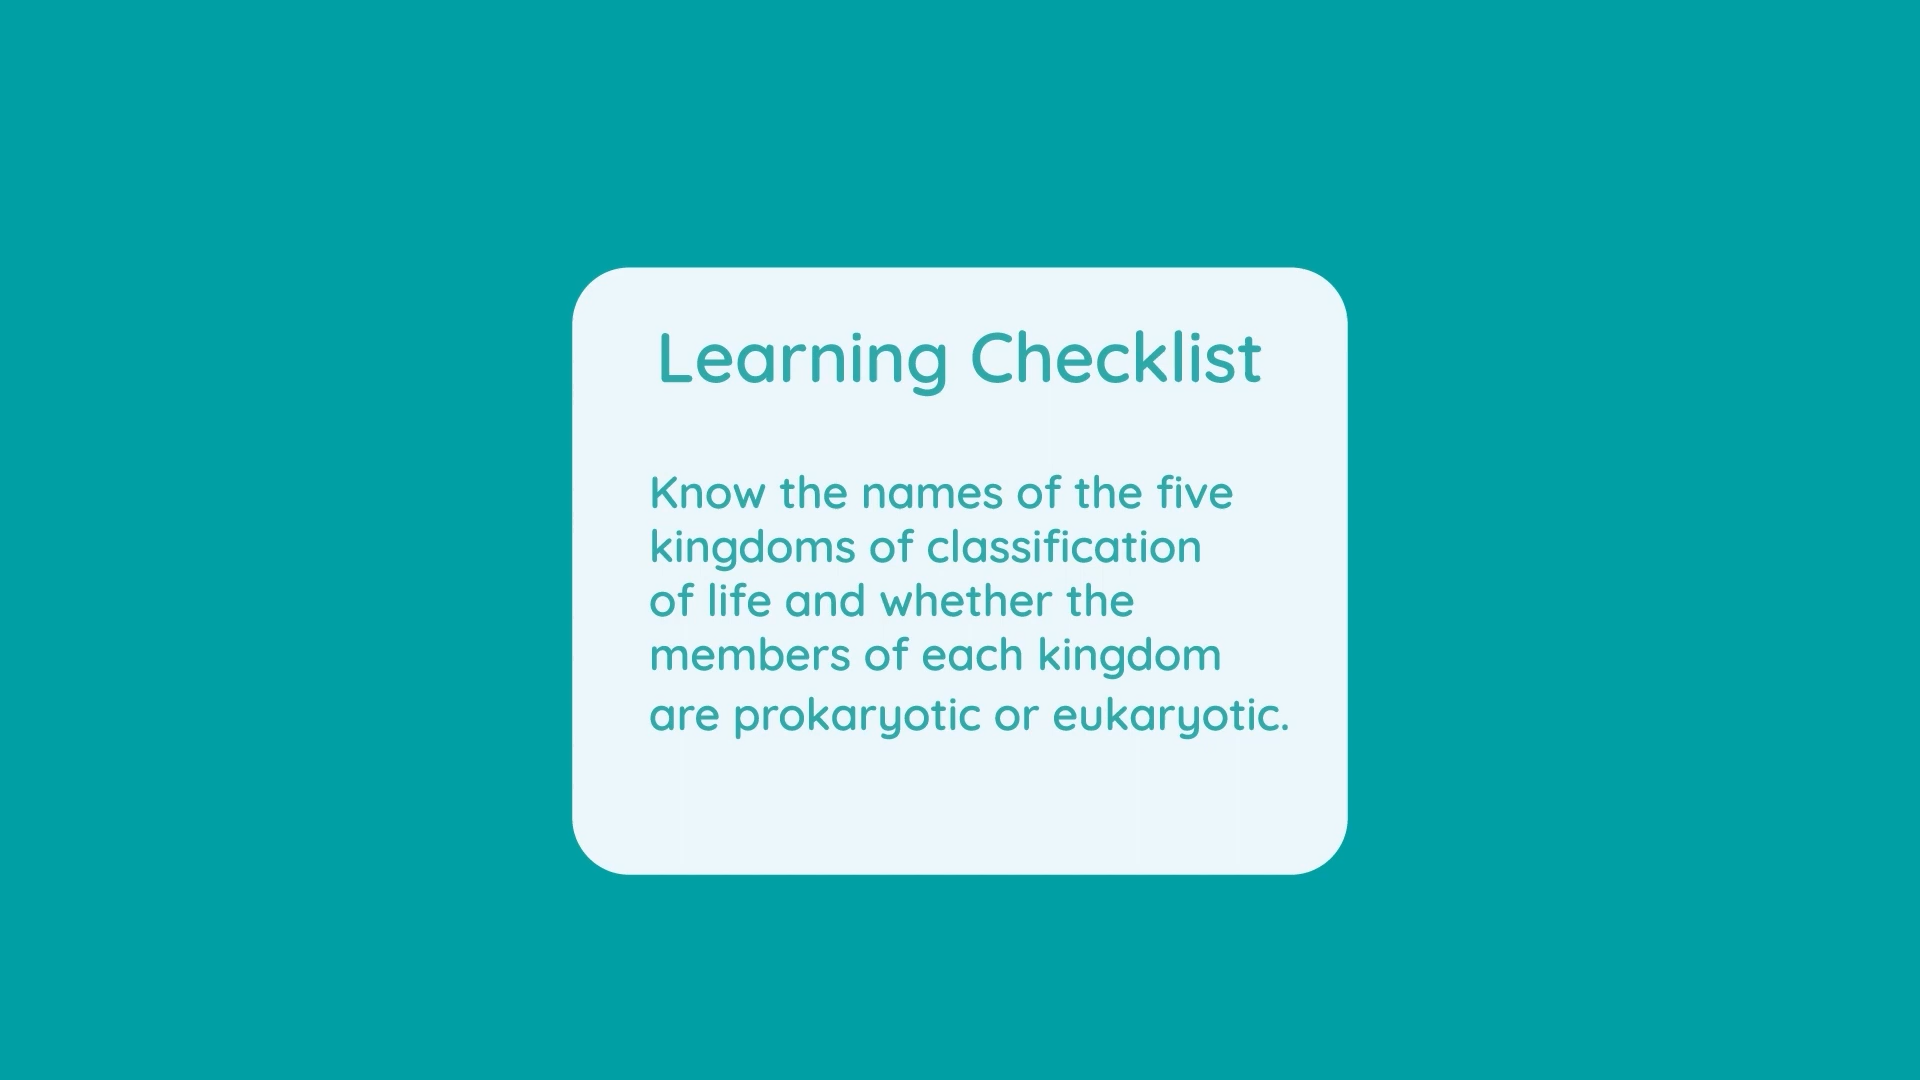 Learning Checklist
Know the names of the five
kingdoms of classification
of life and whether the
members of each kingdom
are prokaryotic or eukaryotic.